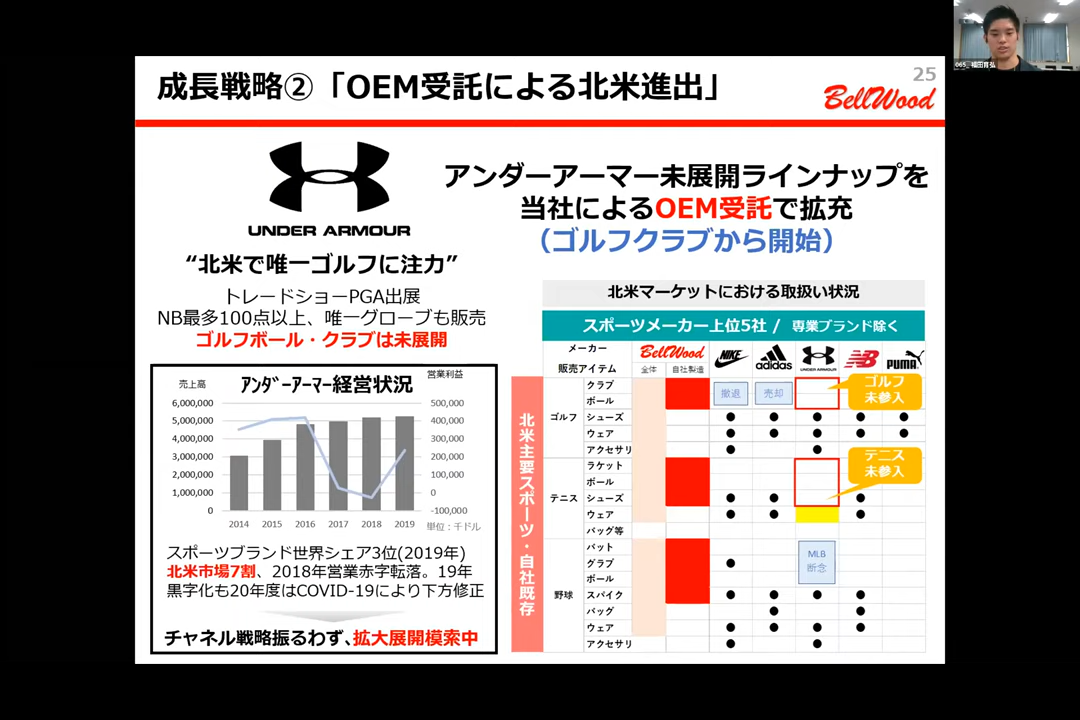 065_ 福田育弘
成長戦略②「OEM受託による北米進出」
25
BellWood
UNDER ARMOUR
“北米で唯一ゴルフに注力”
トレードショーPGA出展
NB最多100点以上、唯一グローブも販売
ゴルフボール・クラブは未展開
アンダーアーマー未展開ラインナップを
当社によるOEM受託で拡充
（ゴルフクラブから開始）
売上高
ｱﾝﾀﾞｰｱｰﾏｰ経営状況
営業利益
6,000,000 500,000
5,000,000 400,000
4,000,000 300,000
3,000,000 200,000
2,000,000 100,000
1,000,000 0
0 -100,000
2014 2015 2016 2017 2018 2019
単位：千ドル
スポーツブランド世界シェア3位(2019年)
北米市場7割、2018年営業赤字転落。19年
黒字化も20年度はCOVID-19により下方修正
チャネル戦略振るわず、拡大展開模索中
北米マーケットにおける取扱い状況
スポーツメーカー上位5社 / 専業ブランド除く
メーカー BellWood NIKE adidas UNDER ARMOUR NB PUMA
販売アイテム 全体 自社製造
北米主要スポーツ・自社既存
ゴルフ
クラブ
ボール
シューズ ● ● ● ● ●
ウェア ● ● ● ● ●
アクセサリ ● ●
撤退
売却
ゴルフ
未参入
テニス
ラケット
ボール
シューズ ● ● ●
ウェア ● ● ●
バッグ等
テニス
未参入
野球
バット
グラブ ●
ボール
スパイク ● ● ● ●
バッグ ● ●
ウェア ● ● ● ●
アクセサリ ● ●
MLB
断念